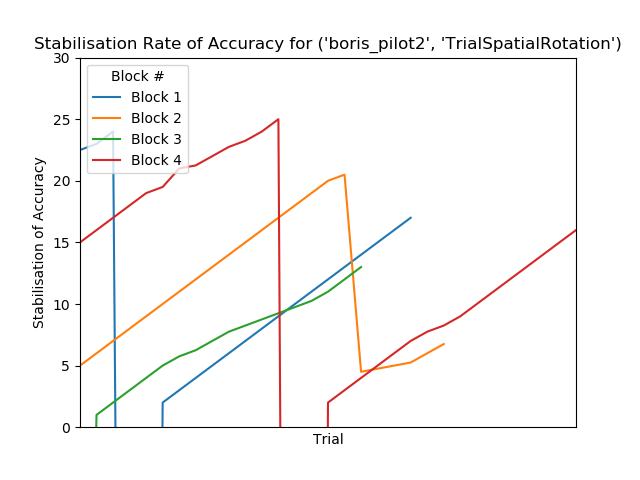 Stabilisation Rate of Accuracy for ('boris_pilot2', 'TrialSpatialRotation')
30
25
20
15
10
5
0
Stabilisation of Accuracy
Block #
Block 1
Block 2
Block 3
Block 4
Trial